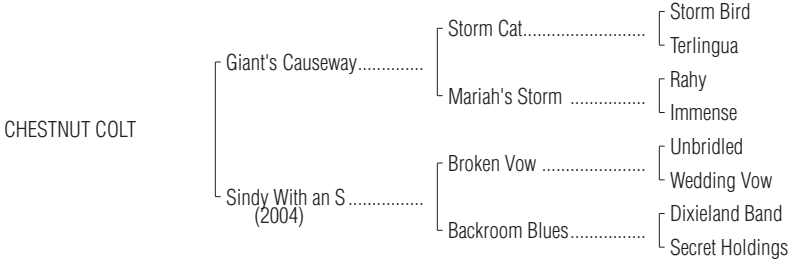 Storm Bird
Storm Cat..........................
Terlingua
Giant's Causeway..............
Rahy
Mariah's Storm ................
Immense
CHESTNUT COLT
Unbridled
Broken Vow ......................
Wedding Vow
Sindy With an S................
(2004)
Dixieland Band
Backroom Blues................
Secret Holdings